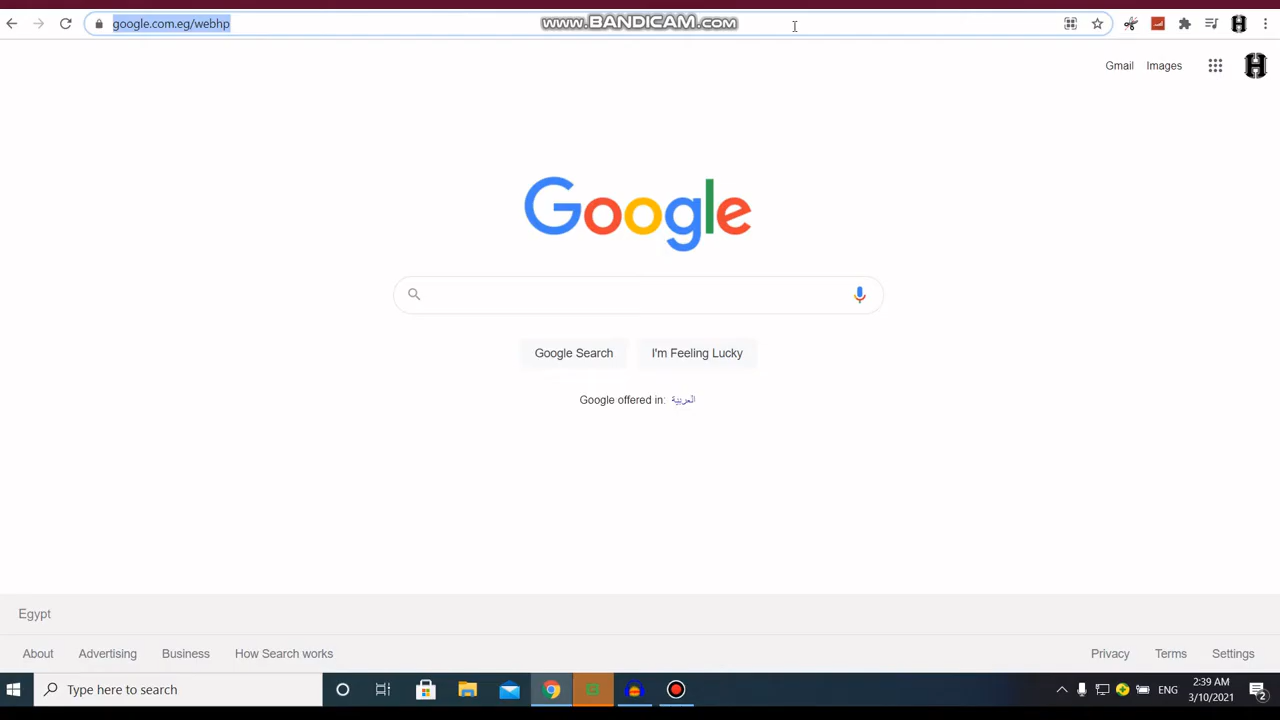 google.com.eg/webhp
www.BANDICAM.com
Gmail Images
Google
Google Search I'm Feeling Lucky
Google offered in: العربية
Egypt
About Advertising Business How Search works Privacy Terms Settings
Type here to search
ENG
2:39 AM
3/10/2021
2